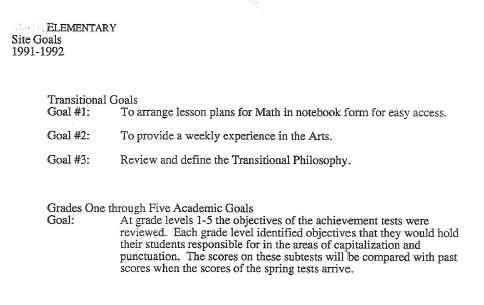 ELEMENTARY
Site Goals
1991-1992
Transitional Goals
Goal #1: To arrange lesson plans for Math in notebook form for easy access.
Goal #2: To provide a weekly experience in the Arts.
Goal #3: Review and define the Transitional Philosophy.
Grades One through Five Academic Goals
Goal: At grade levels 1-5 the objectives of the achievement tests were
reviewed. Each grade level identified objectives that they would hold
their students responsible for in the areas of capitalization and
punctuation. The scores on these subtests will be compared with past
scores when the scores of the spring tests arrive.